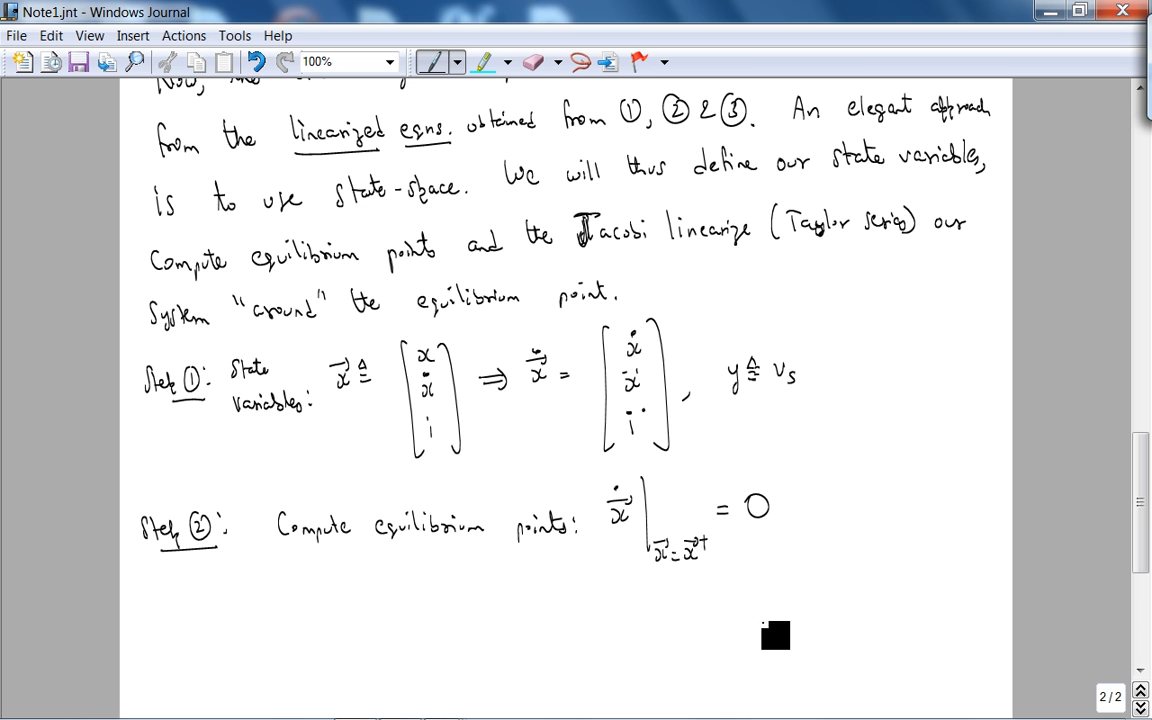 Note1.jnt - Windows Journal
File Edit View Insert Actions Tools Help
100%
Now, the
from the linearized eqns. obtained from ①, ② & ③. An elegant approach
is to use state-space. We will thus define our state variables,
Compute equilibrium points and the Jacobi linearize (Taylor series) our
System "around" the equilibrium point.
Step ①: State variables: x⃗ ≜ [x ẋ i] ⇒ ẋ⃗ = [ẋ ẍ i̇], y ≜ vs
Step ②: Compute equilibrium points: ẋ⃗ |x⃗=x⃗* = 0
2 / 2